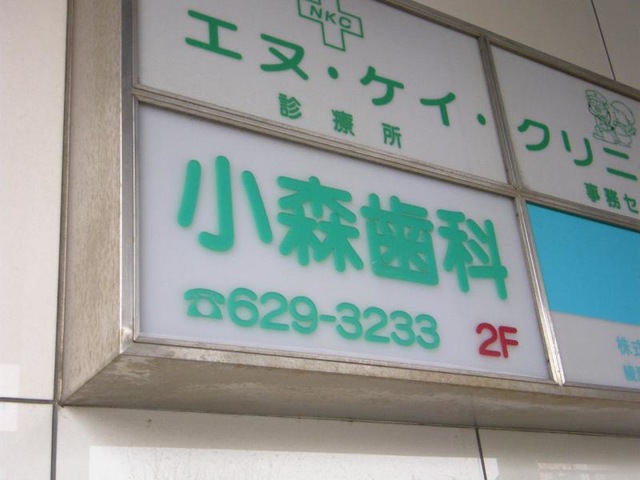 NKC
エヌ・ケイ・クリニ
診療所
事務セ
小森歯科
☎629-3233 2F
株式